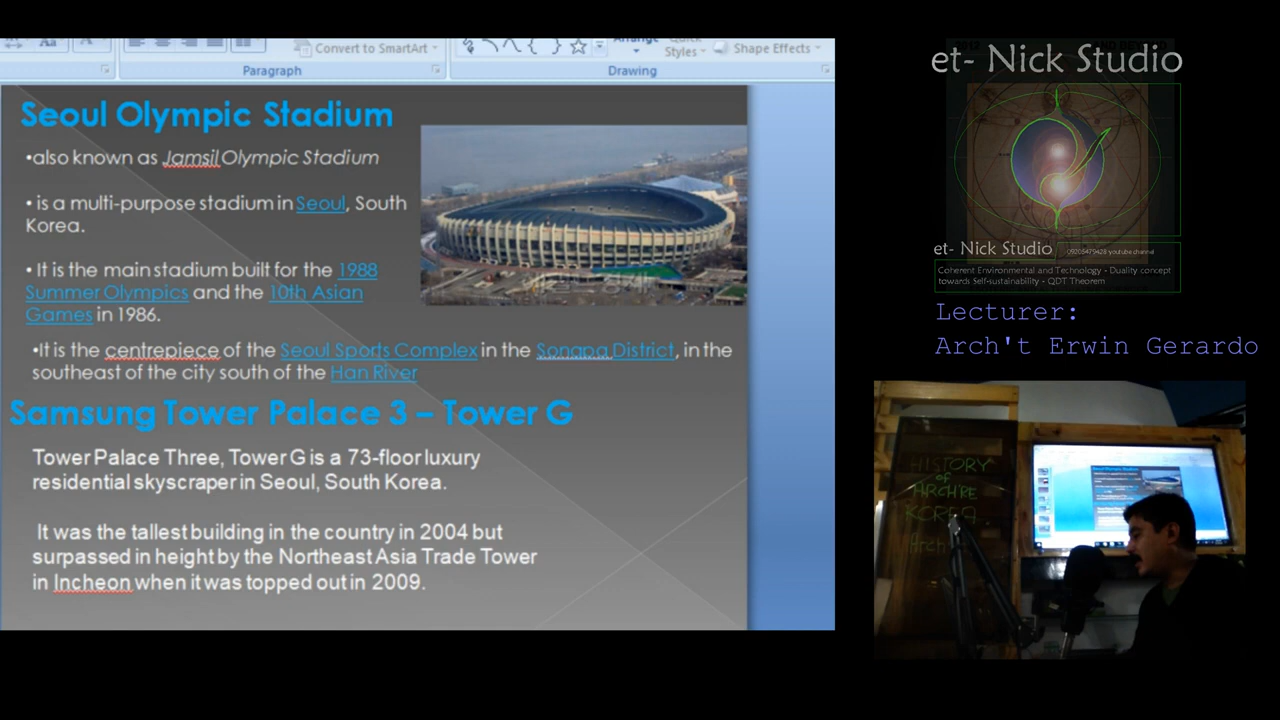 Convert to SmartArt
Arrange
Quick
Styles
Shape Effects
Paragraph
Drawing
Seoul Olympic Stadium
•also known as Jamsil Olympic Stadium
• is a multi-purpose stadium in Seoul, South
Korea.
• It is the main stadium built for the 1988
Summer Olympics and the 10th Asian
Games in 1986.
•It is the centrepiece of the Seoul Sports Complex in the Songpa District, in the
southeast of the city south of the Han River
Samsung Tower Palace 3 – Tower G
Tower Palace Three, Tower G is a 73-floor luxury
residential skyscraper in Seoul, South Korea.
It was the tallest building in the country in 2004 but
surpassed in height by the Northeast Asia Trade Tower
in Incheon when it was topped out in 2009.
et- Nick Studio
et- Nick Studio
09205479428 youtube channel
Coherent Environmental and Technology - Duality concept
towards Self-sustainability - QDT Theorem
Lecturer:
Arch't Erwin Gerardo
HISTORY
of
ARCH'RE
KOREA
Arch